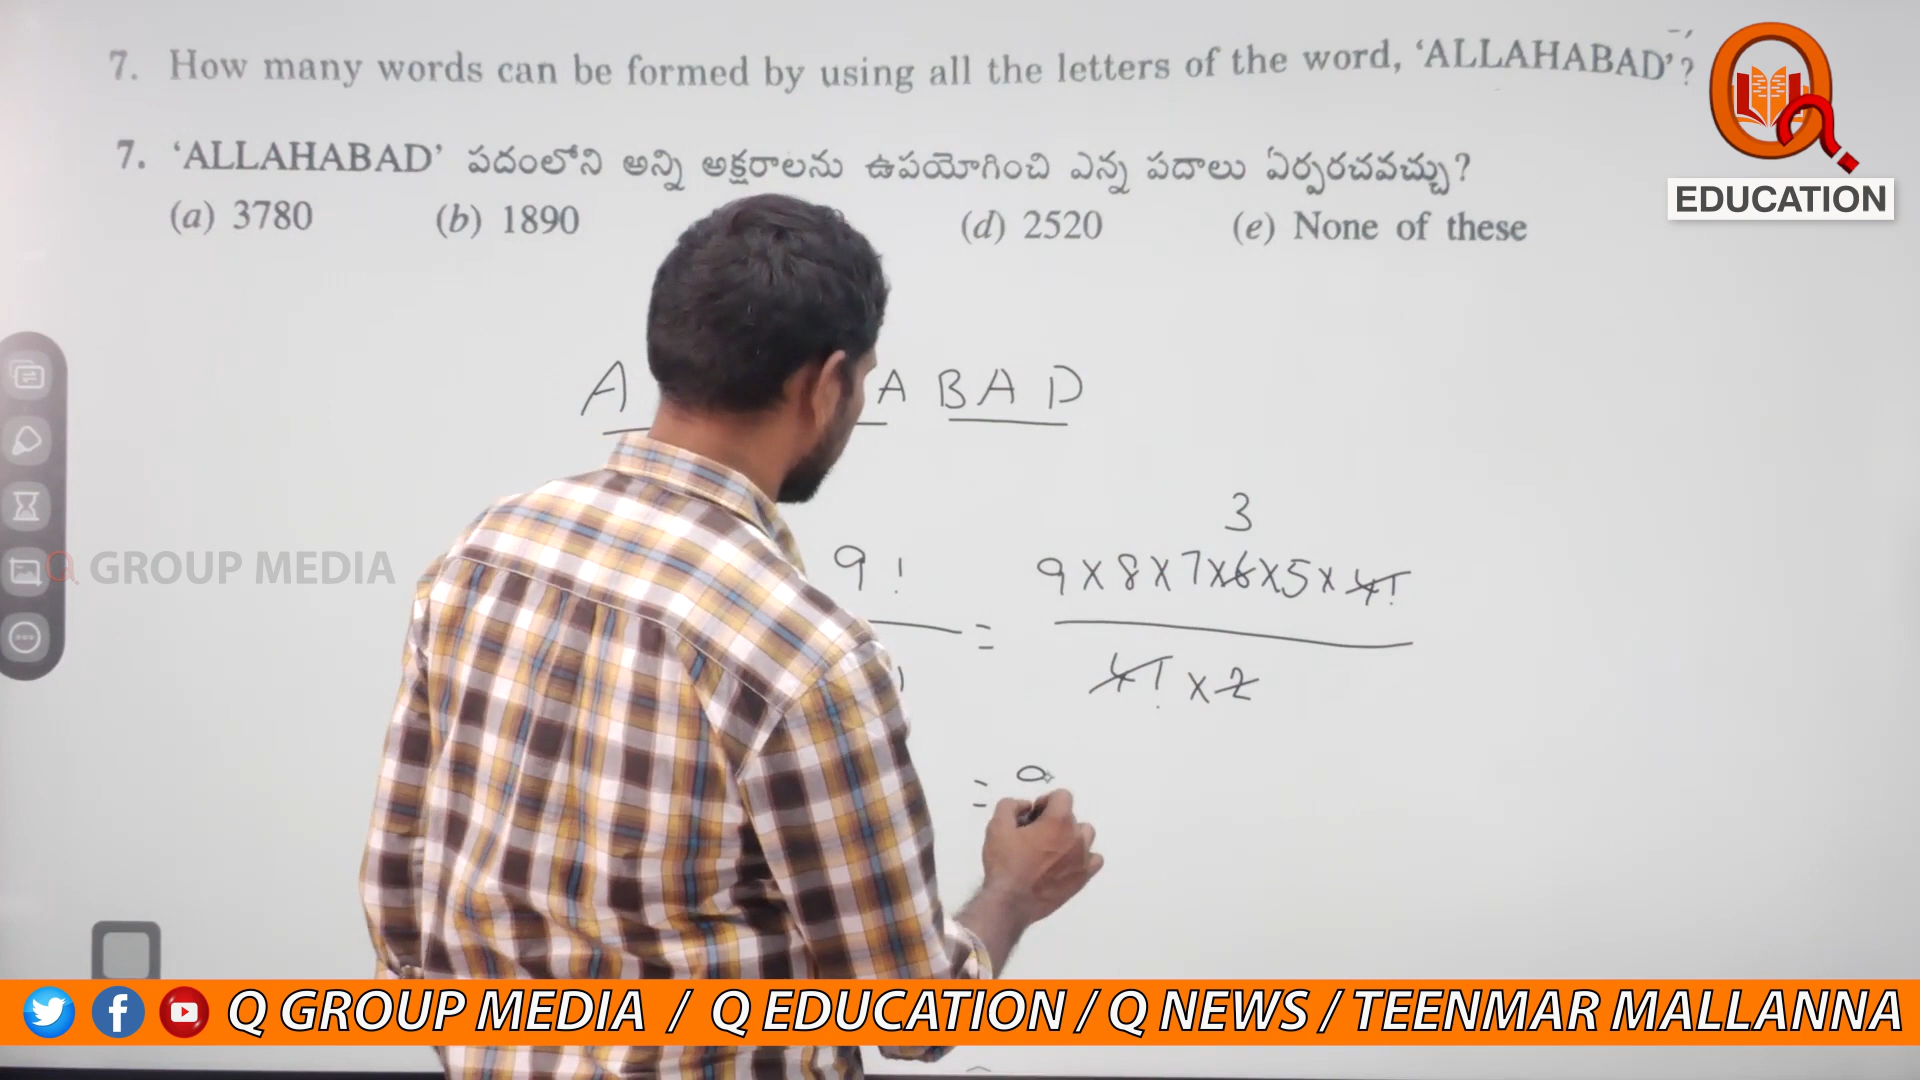 7. How many words can be formed by using all the letters of the word, ‘ALLAHABAD’?
7. ‘ALLAHABAD’ పదంలోని అన్ని అక్షరాలను ఉపయోగించి ఎన్న పదాలు ఏర్పరచవచ్చు?
(a) 3780 (b) 1890 (d) 2520 (e) None of these
EDUCATION
A A B A D
3
9! = 9 x 8 x 7 x 6 x 5 x 4!
4! x 2
= 9
GROUP MEDIA
Q GROUP MEDIA / Q EDUCATION / Q NEWS / TEENMAR MALLANNA